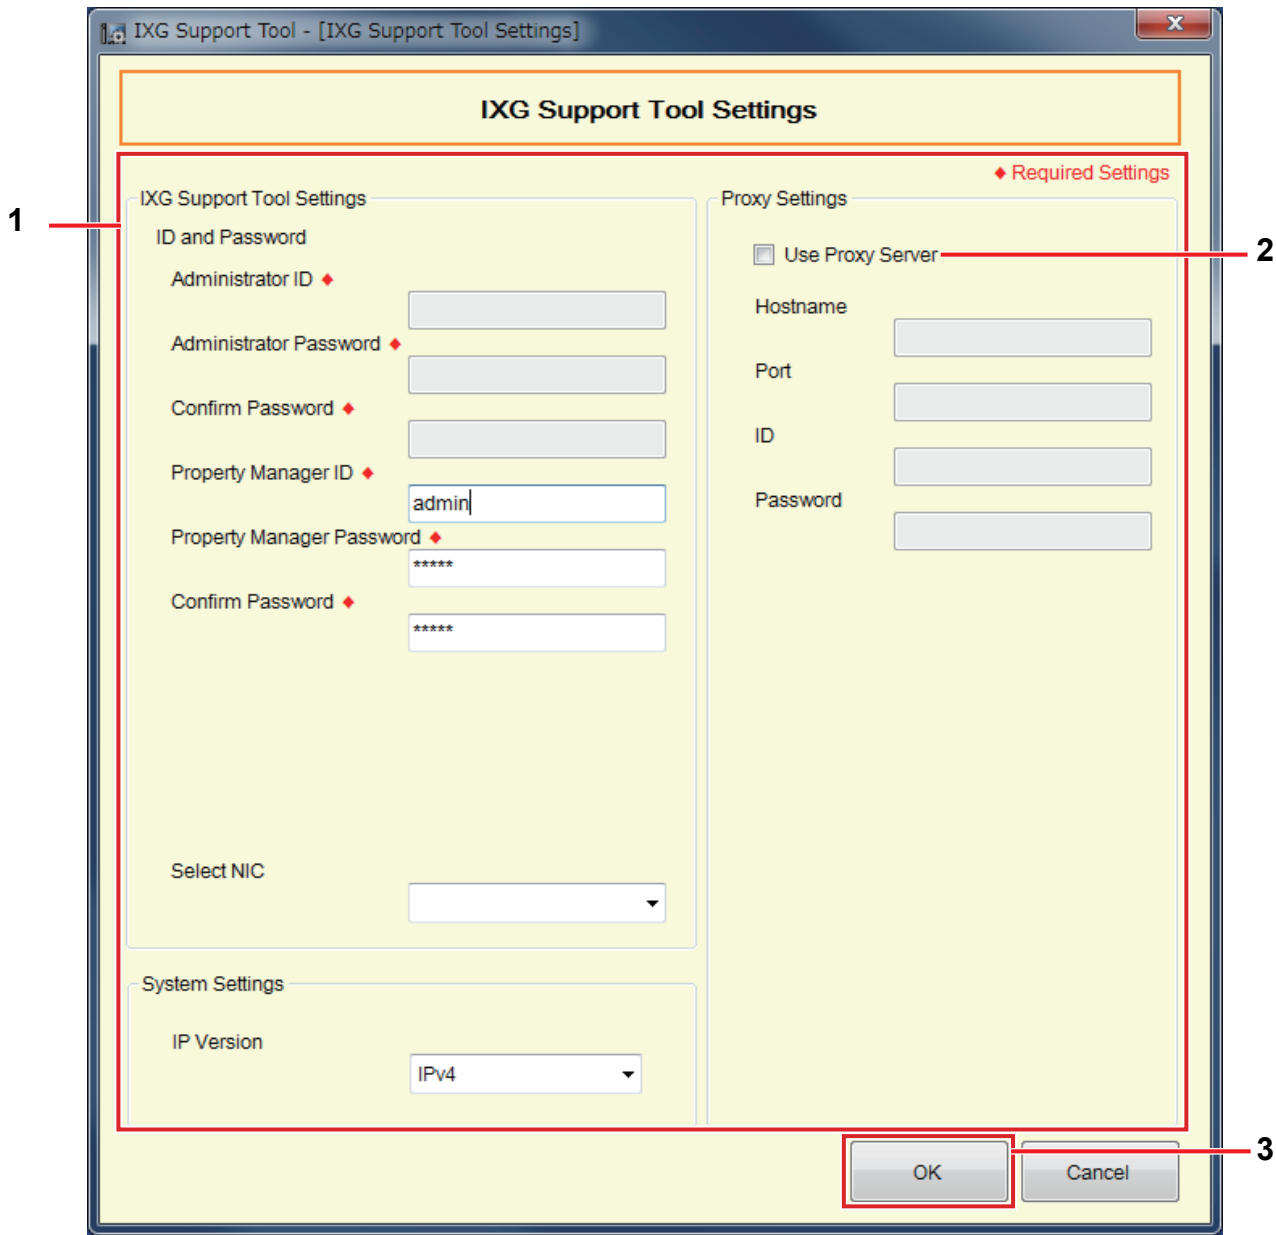 IXG Support Tool - [IXG Support Tool Settings]
x
IXG Support Tool Settings
♦ Required Settings
1
IXG Support Tool Settings
ID and Password
Administrator ID ♦
Administrator Password ♦
Confirm Password ♦
Property Manager ID ♦
admin
Property Manager Password ♦
*****
Confirm Password ♦
*****
Select NIC
System Settings
IP Version
IPv4
Proxy Settings
Use Proxy Server
2
Hostname
Port
ID
Password
OK
Cancel
3